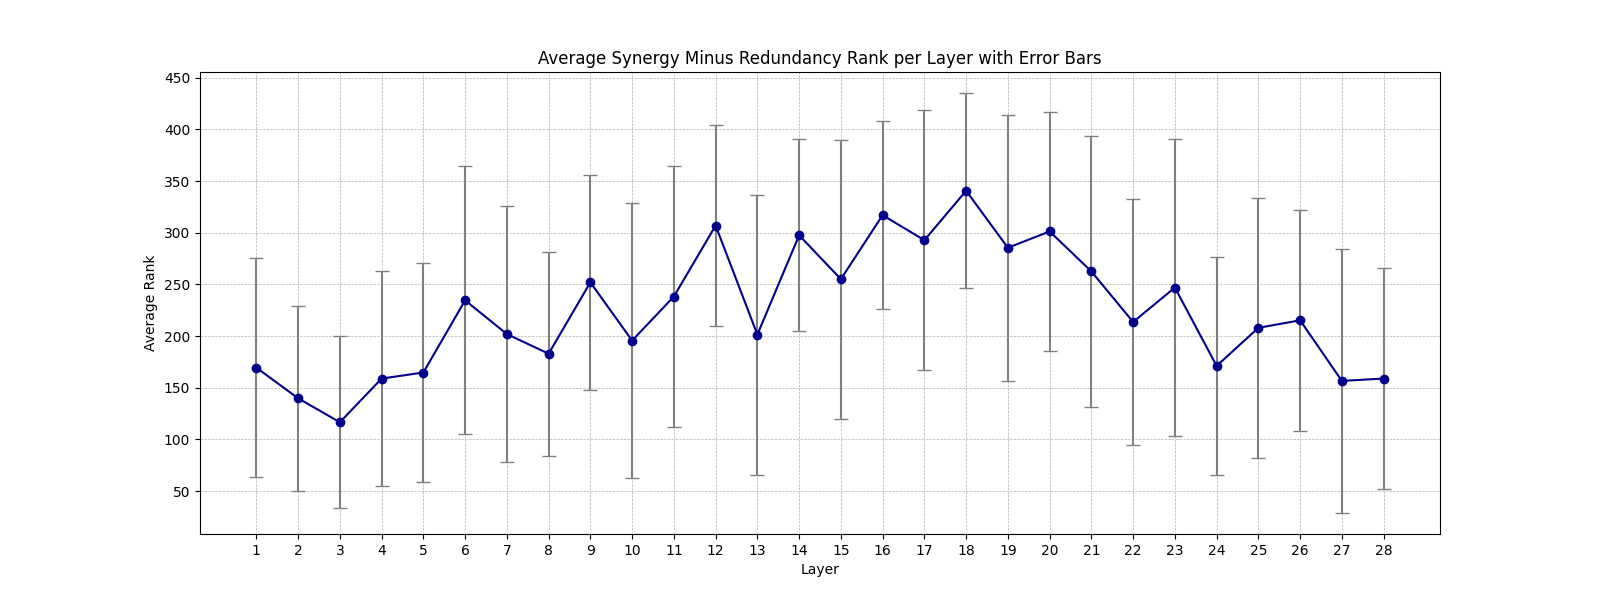 Average Synergy Minus Redundancy Rank per Layer with Error Bars
450
400
350
300
250
200
150
100
50
Average Rank
1 2 3 4 5 6 7 8 9 10 11 12 13 14 15 16 17 18 19 20 21 22 23 24 25 26 27 28
Layer